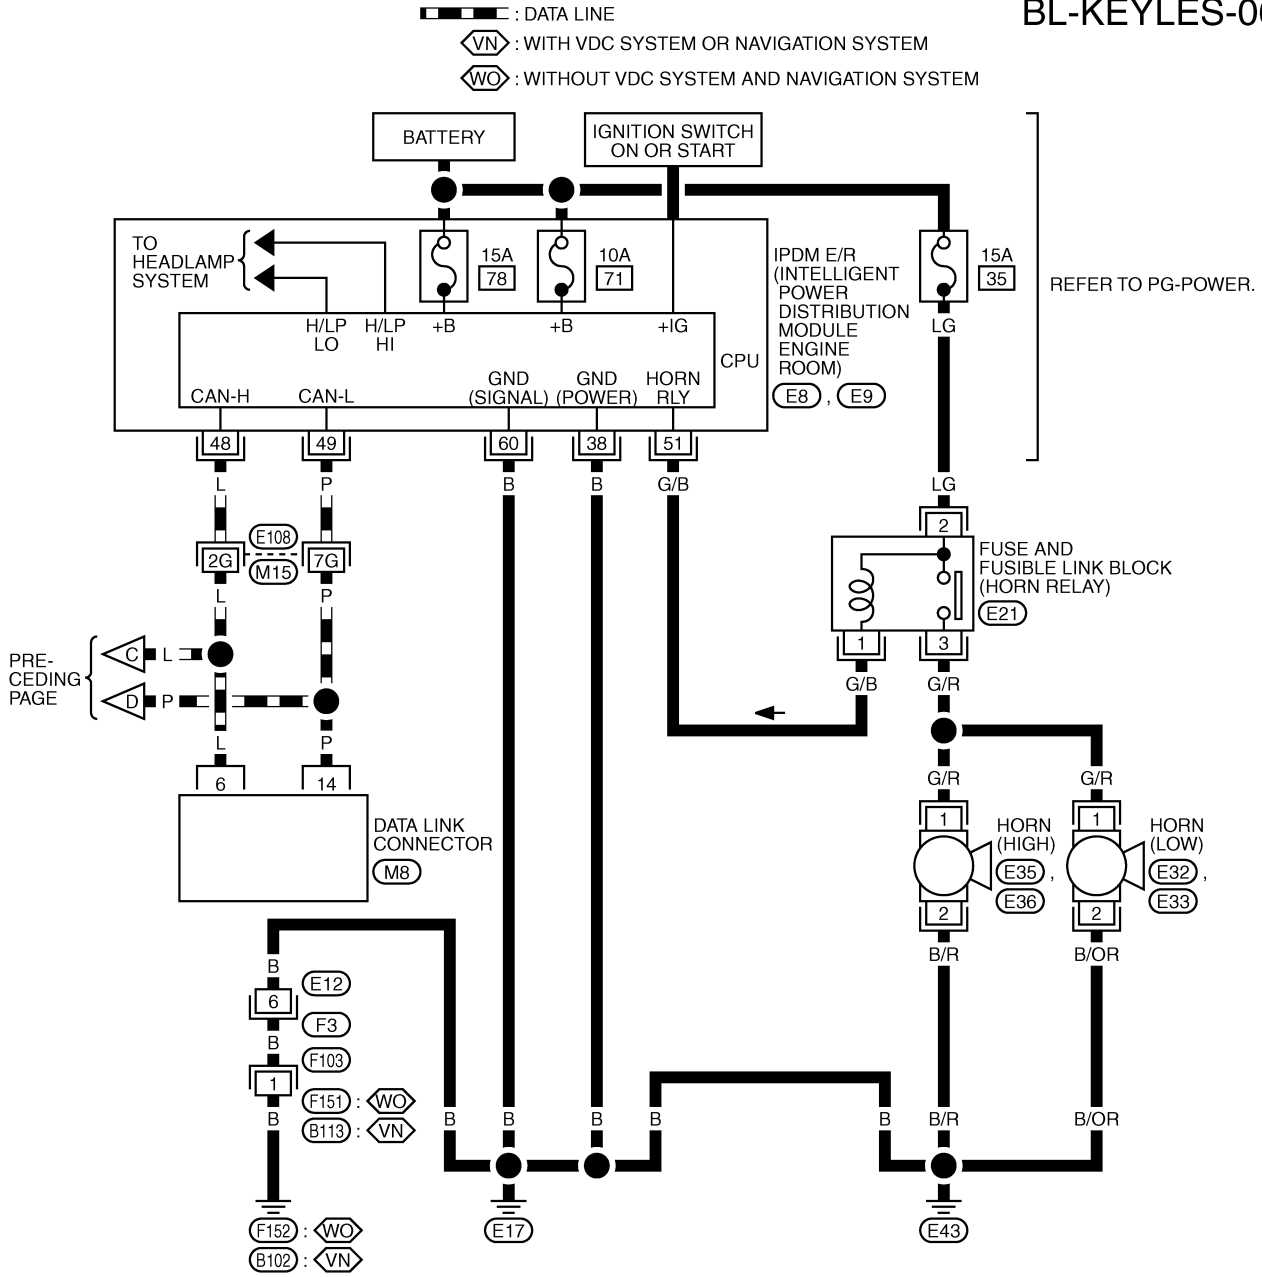 BL-KEYLES-0
: DATA LINE
VN : WITH VDC SYSTEM OR NAVIGATION SYSTEM
WO : WITHOUT VDC SYSTEM AND NAVIGATION SYSTEM
BATTERY
IGNITION SWITCH
ON OR START
TO
HEADLAMP
SYSTEM
15A
78
10A
71
15A
35
IPDM E/R
(INTELLIGENT
POWER
DISTRIBUTION
MODULE
ENGINE
ROOM)
E8 , E9
REFER TO PG-POWER.
H/LP
LO
H/LP
HI
+B
+B
+IG
LG
CPU
CAN-H
CAN-L
GND
(SIGNAL)
GND
(POWER)
HORN
RLY
48
49
60
38
51
L
P
B
B
G/B
LG
2
E108
2G
7G
M15
FUSE AND
FUSIBLE LINK BLOCK
(HORN RELAY)
E21
L
P
1
3
PRE-
CEDING
PAGE
C
L
D
P
G/B
G/R
L
P
6
14
G/R
G/R
DATA LINK
CONNECTOR
M8
1
HORN
(HIGH)
E35 ,
E36
2
1
HORN
(LOW)
E32 ,
E33
2
B/R
B/OR
B
E12
6
F3
B
F103
1
F151 : WO
B113 : VN
B
B
B
B
B
B
B/R
B/OR
F152 : WO
B102 : VN
E17
E43